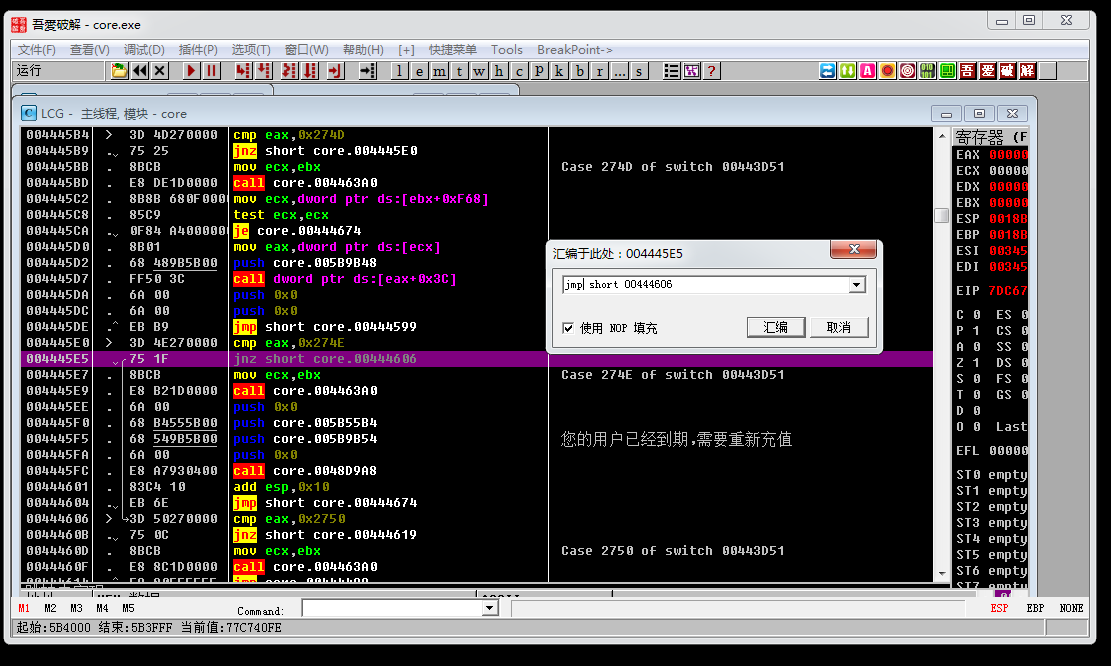 吾愛破解 - core.exe
文件(F) 查看(V) 调试(D) 插件(P) 选项(T) 窗口(W) 帮助(H) [+] 快捷菜单 Tools BreakPoint->
运行 l e m t w h c p k b r ... s ? A 吾 爱 破 解
C LCG - 主线程, 模块 - core
004445B4 > 3D 4D270000 cmp eax,0x274D
004445B9 . 75 25 jnz short core.004445E0
004445BB . 8BCB mov ecx,ebx Case 274D of switch 00443D51
004445BD . E8 DE1D0000 call core.004463A0
004445C2 . 8B8B 680F000 mov ecx,dword ptr ds:[ebx+0xF68]
004445C8 . 85C9 test ecx,ecx
004445CA . 0F84 A400000 je core.00444674
004445D0 . 8B01 mov eax,dword ptr ds:[ecx]
004445D2 . 68 489B5B00 push core.005B9B48
004445D7 . FF50 3C call dword ptr ds:[eax+0x3C]
004445DA . 6A 00 push 0x0
004445DC . 6A 00 push 0x0
004445DE .^ EB B9 jmp short core.00444599
004445E0 > 3D 4E270000 cmp eax,0x274E
004445E5 75 1F jnz short core.00444606
004445E7 . 8BCB mov ecx,ebx Case 274E of switch 00443D51
004445E9 . E8 B21D0000 call core.004463A0
004445EE . 6A 00 push 0x0
004445F0 . 68 B4555B00 push core.005B55B4
004445F5 . 68 549B5B00 push core.005B9B54 您的用户已经到期,需要重新充值
004445FA . 6A 00 push 0x0
004445FC . E8 A7930400 call core.0048D9A8
00444601 . 83C4 10 add esp,0x10
00444604 . EB 6E jmp short core.00444674
00444606 > 3D 50270000 cmp eax,0x2750
0044460B . 75 0C jnz short core.00444619
0044460D . 8BCB mov ecx,ebx Case 2750 of switch 00443D51
0044460F . E8 8C1D0000 call core.004463A0
汇编于此处：004445E5
jmp short 00444606
使用 NOP 填充 汇编 取消
寄存器 (F
EAX 00000
ECX 00000
EDX 00000
EBX 00000
ESP 0018B
EBP 0018B
ESI 00345
EDI 00345
EIP 7DC67
C 0 ES 0
P 1 CS 0
A 0 SS 0
Z 1 DS 0
S 0 FS 0
T 0 GS 0
D 0
O 0 Last
EFL 00000
ST0 empty
ST1 empty
ST2 empty
ST3 empty
ST4 empty
ST5 empty
ST6 empty
ST7 empty
M1 M2 M3 M4 M5 Command: ESP EBP NONE
起始:5B4000 结束:5B3FFF 当前值:77C740FE